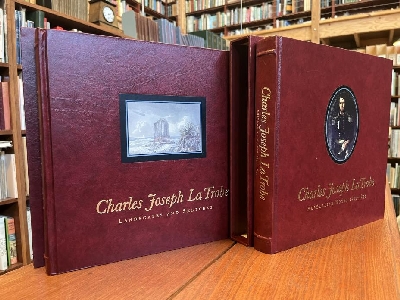 Charles Joseph La Trobe
Landscapes and Sketches
Charles Joseph La Trobe
Charles Joseph La Trobe